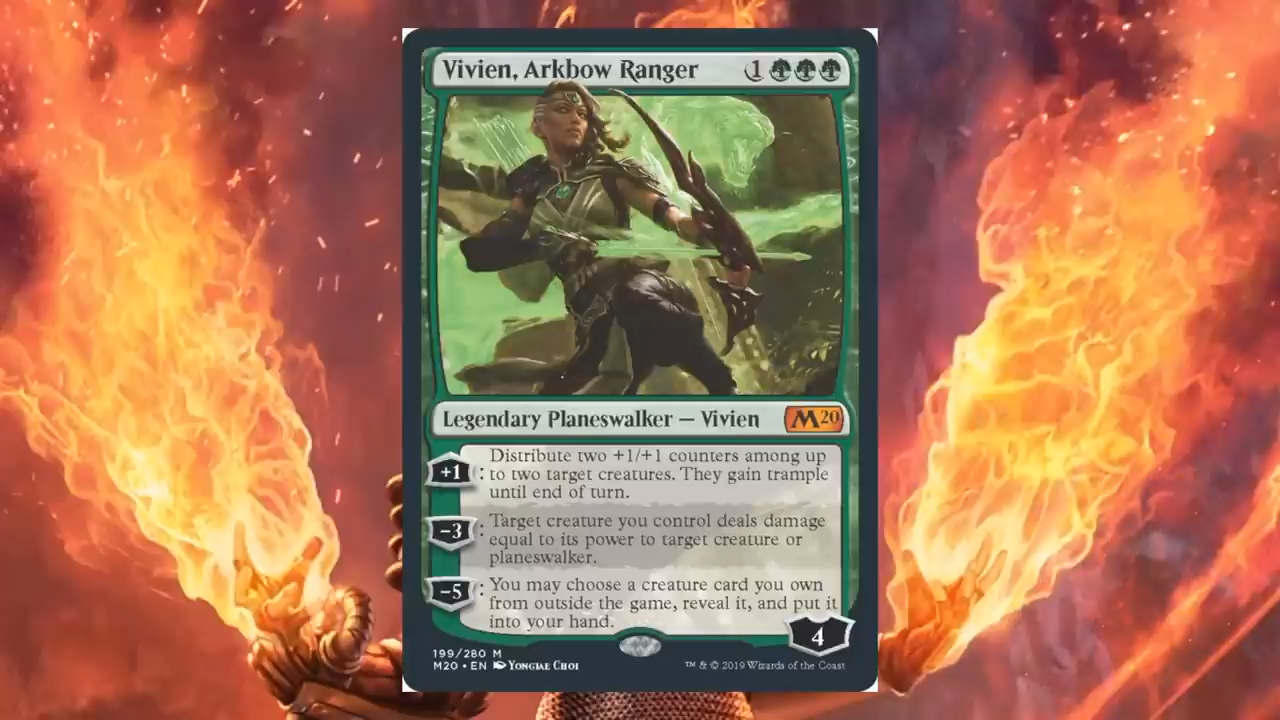 Vivien, Arkbow Ranger 1
Legendary Planeswalker — Vivien M20
+1: Distribute two +1/+1 counters among up
to two target creatures. They gain trample
until end of turn.
−3: Target creature you control deals damage
equal to its power to target creature or
planeswalker.
−5: You may choose a creature card you own
from outside the game, reveal it, and put it
into your hand.
4
199/280 M
M20 • EN Yongjae Choi
™ & © 2019 Wizards of the Coast